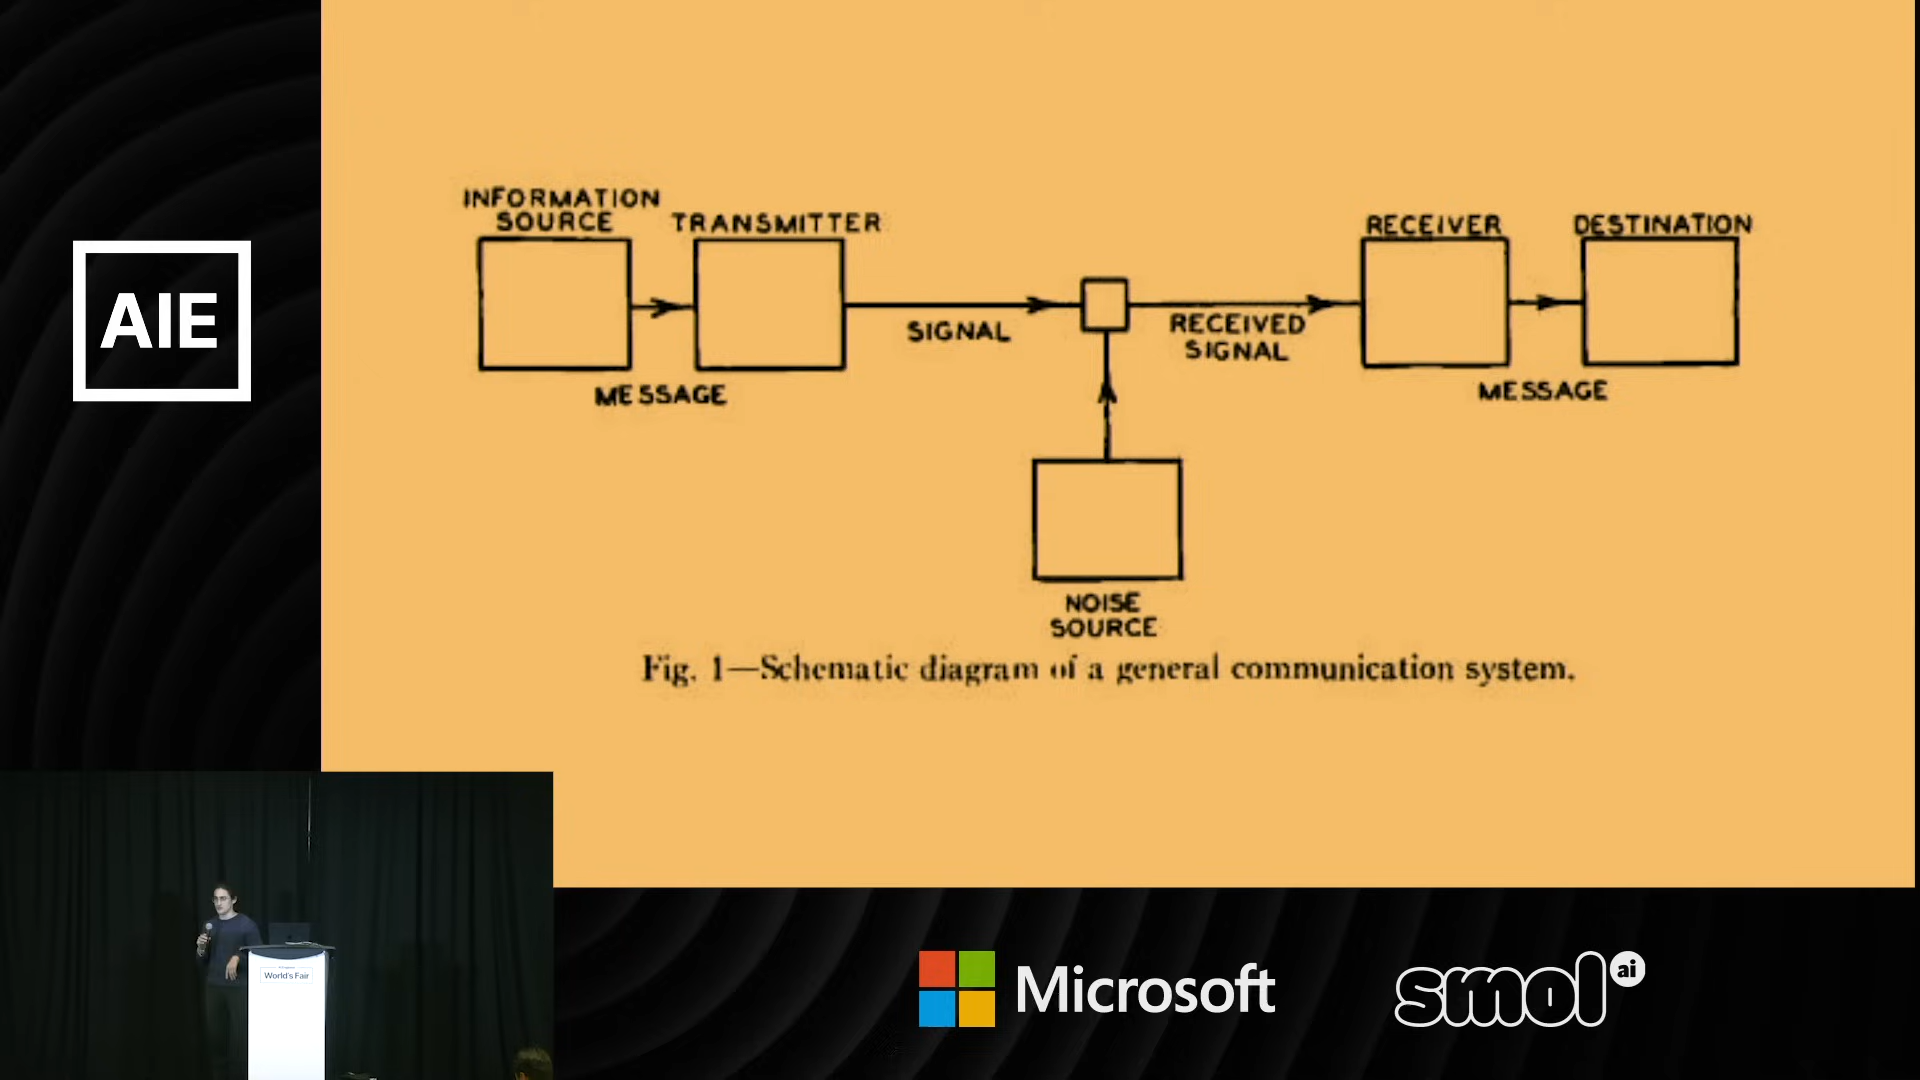 AIE
INFORMATION
SOURCE
TRANSMITTER
RECEIVER
DESTINATION
SIGNAL
RECEIVED
SIGNAL
MESSAGE
MESSAGE
NOISE
SOURCE
Fig. 1—Schematic diagram of a general communication system.
World's Fair
Microsoft
smol ai